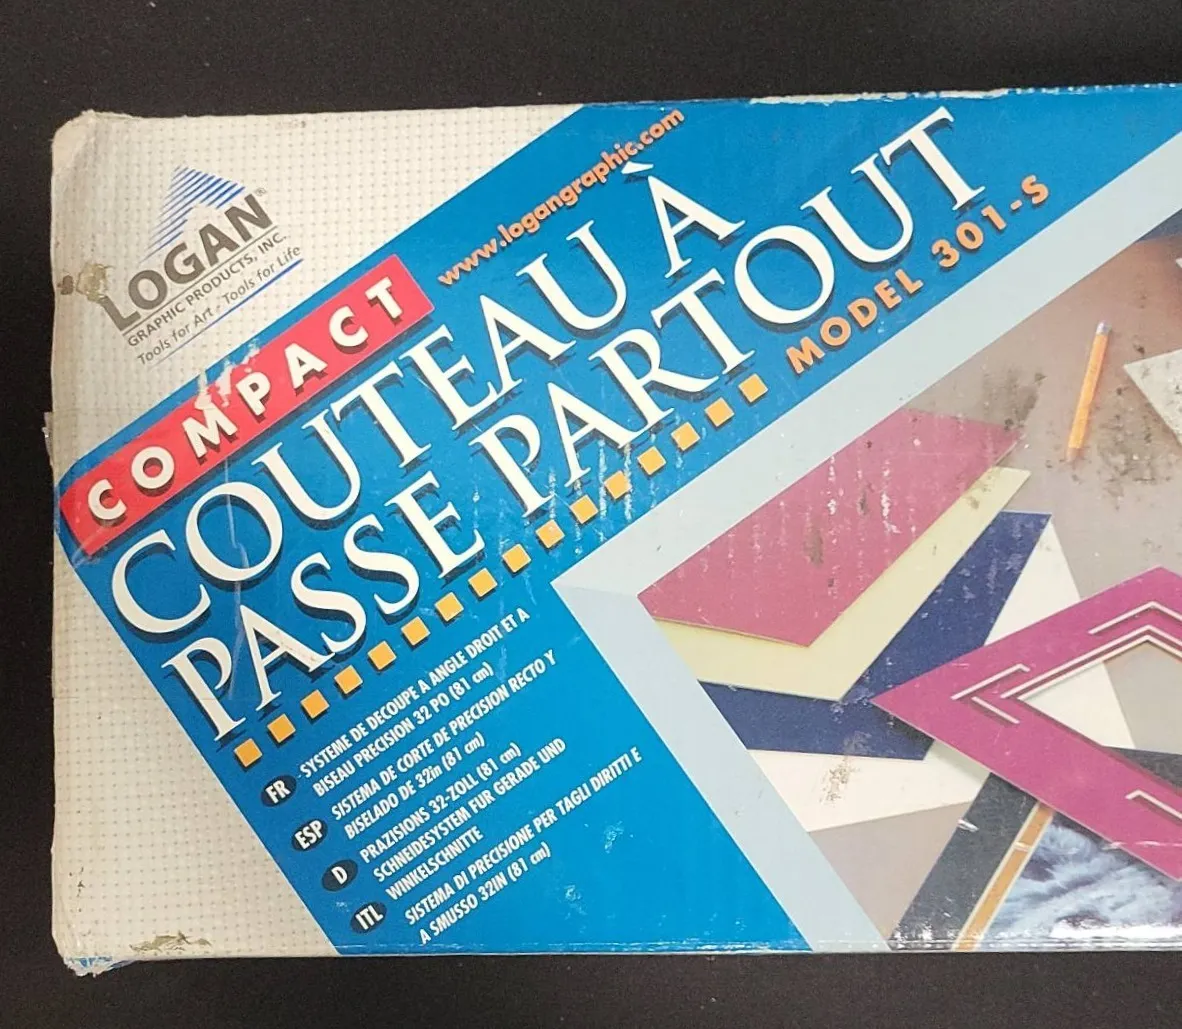 LOGAN®
GRAPHIC PRODUCTS, INC.
Tools for Art - Tools for Life
www.logangraphic.com
COMPACT
COUTEAU À
PASSE PARTOUT
MODEL 301-S
FR SYSTEME DE DECOUPE A ANGLE DROIT ET A
BISEAU PRECISION 32 PO (81 cm)
ESP SISTEMA DE CORTE DE PRECISION RECTO Y
BISELADO DE 32in (81 cm)
D PRAZISIONS 32-ZOLL (81 cm)
SCHNEIDESYSTEM FUR GERADE UND
WINKELSCHNITTE
ITL SISTEMA DI PRECISIONE PER TAGLI DIRITTI E
A SMUSSO 32IN (81 cm)